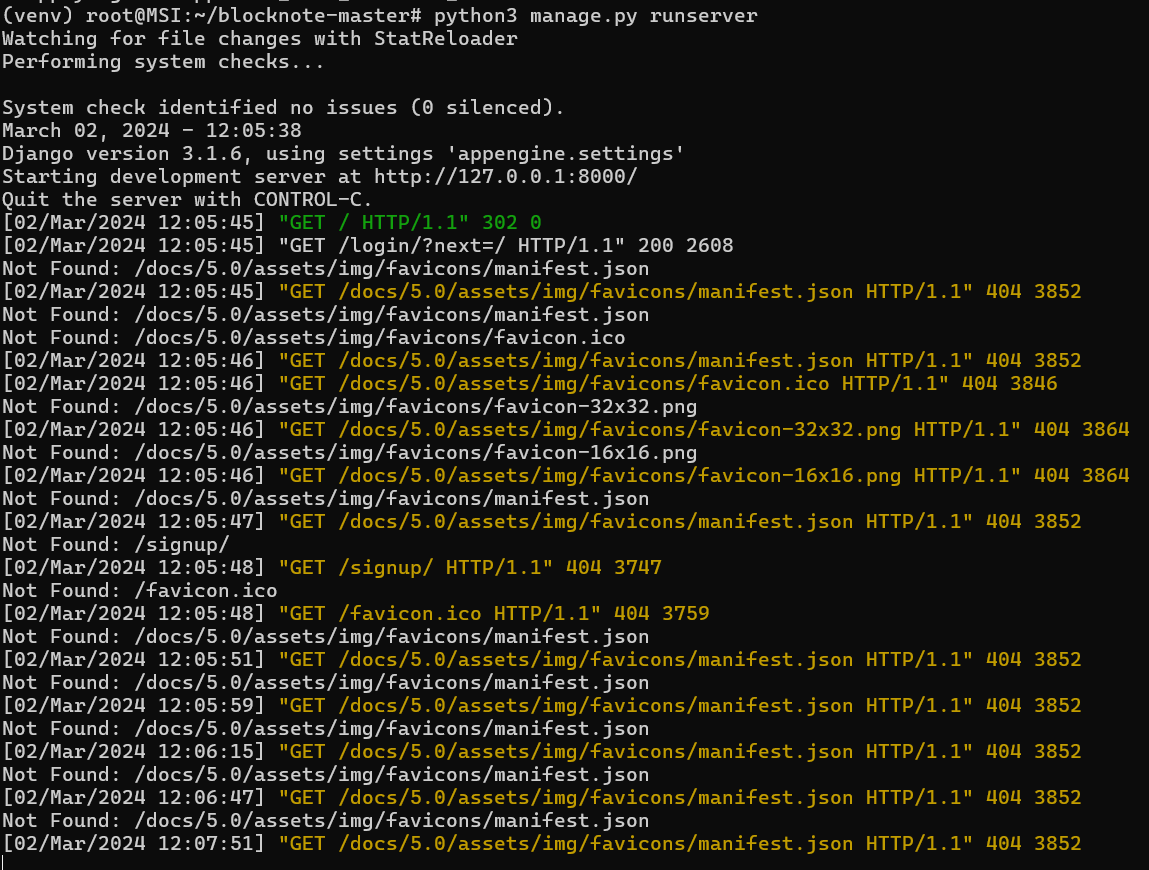 (venv) root@MSI:~/blocknote-master# python3 manage.py runserver
Watching for file changes with StatReloader
Performing system checks...
System check identified no issues (0 silenced).
March 02, 2024 - 12:05:38
Django version 3.1.6, using settings 'appengine.settings'
Starting development server at http://127.0.0.1:8000/
Quit the server with CONTROL-C.
[02/Mar/2024 12:05:45] "GET / HTTP/1.1" 302 0
[02/Mar/2024 12:05:45] "GET /login/?next=/ HTTP/1.1" 200 2608
Not Found: /docs/5.0/assets/img/favicons/manifest.json
[02/Mar/2024 12:05:45] "GET /docs/5.0/assets/img/favicons/manifest.json HTTP/1.1" 404 3852
Not Found: /docs/5.0/assets/img/favicons/manifest.json
Not Found: /docs/5.0/assets/img/favicons/favicon.ico
[02/Mar/2024 12:05:46] "GET /docs/5.0/assets/img/favicons/manifest.json HTTP/1.1" 404 3852
[02/Mar/2024 12:05:46] "GET /docs/5.0/assets/img/favicons/favicon.ico HTTP/1.1" 404 3846
Not Found: /docs/5.0/assets/img/favicons/favicon-32x32.png
[02/Mar/2024 12:05:46] "GET /docs/5.0/assets/img/favicons/favicon-32x32.png HTTP/1.1" 404 3864
Not Found: /docs/5.0/assets/img/favicons/favicon-16x16.png
[02/Mar/2024 12:05:46] "GET /docs/5.0/assets/img/favicons/favicon-16x16.png HTTP/1.1" 404 3864
Not Found: /docs/5.0/assets/img/favicons/manifest.json
[02/Mar/2024 12:05:47] "GET /docs/5.0/assets/img/favicons/manifest.json HTTP/1.1" 404 3852
Not Found: /signup/
[02/Mar/2024 12:05:48] "GET /signup/ HTTP/1.1" 404 3747
Not Found: /favicon.ico
[02/Mar/2024 12:05:48] "GET /favicon.ico HTTP/1.1" 404 3759
Not Found: /docs/5.0/assets/img/favicons/manifest.json
[02/Mar/2024 12:05:51] "GET /docs/5.0/assets/img/favicons/manifest.json HTTP/1.1" 404 3852
Not Found: /docs/5.0/assets/img/favicons/manifest.json
[02/Mar/2024 12:05:59] "GET /docs/5.0/assets/img/favicons/manifest.json HTTP/1.1" 404 3852
Not Found: /docs/5.0/assets/img/favicons/manifest.json
[02/Mar/2024 12:06:15] "GET /docs/5.0/assets/img/favicons/manifest.json HTTP/1.1" 404 3852
Not Found: /docs/5.0/assets/img/favicons/manifest.json
[02/Mar/2024 12:06:47] "GET /docs/5.0/assets/img/favicons/manifest.json HTTP/1.1" 404 3852
Not Found: /docs/5.0/assets/img/favicons/manifest.json
[02/Mar/2024 12:07:51] "GET /docs/5.0/assets/img/favicons/manifest.json HTTP/1.1" 404 3852